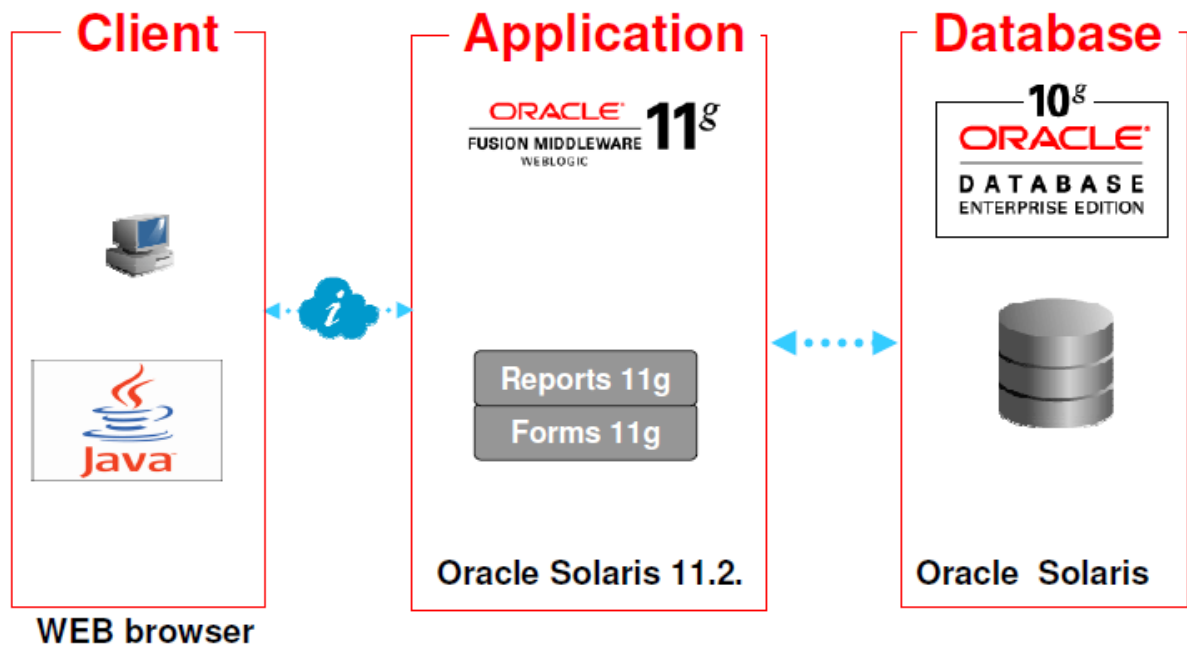 Client
Java
WEB browser
Application
ORACLE®
FUSION MIDDLEWARE
WEBLOGIC
11g
Reports 11g
Forms 11g
Oracle Solaris 11.2.
Database
10g
ORACLE®
DATABASE
ENTERPRISE EDITION
Oracle Solaris
i